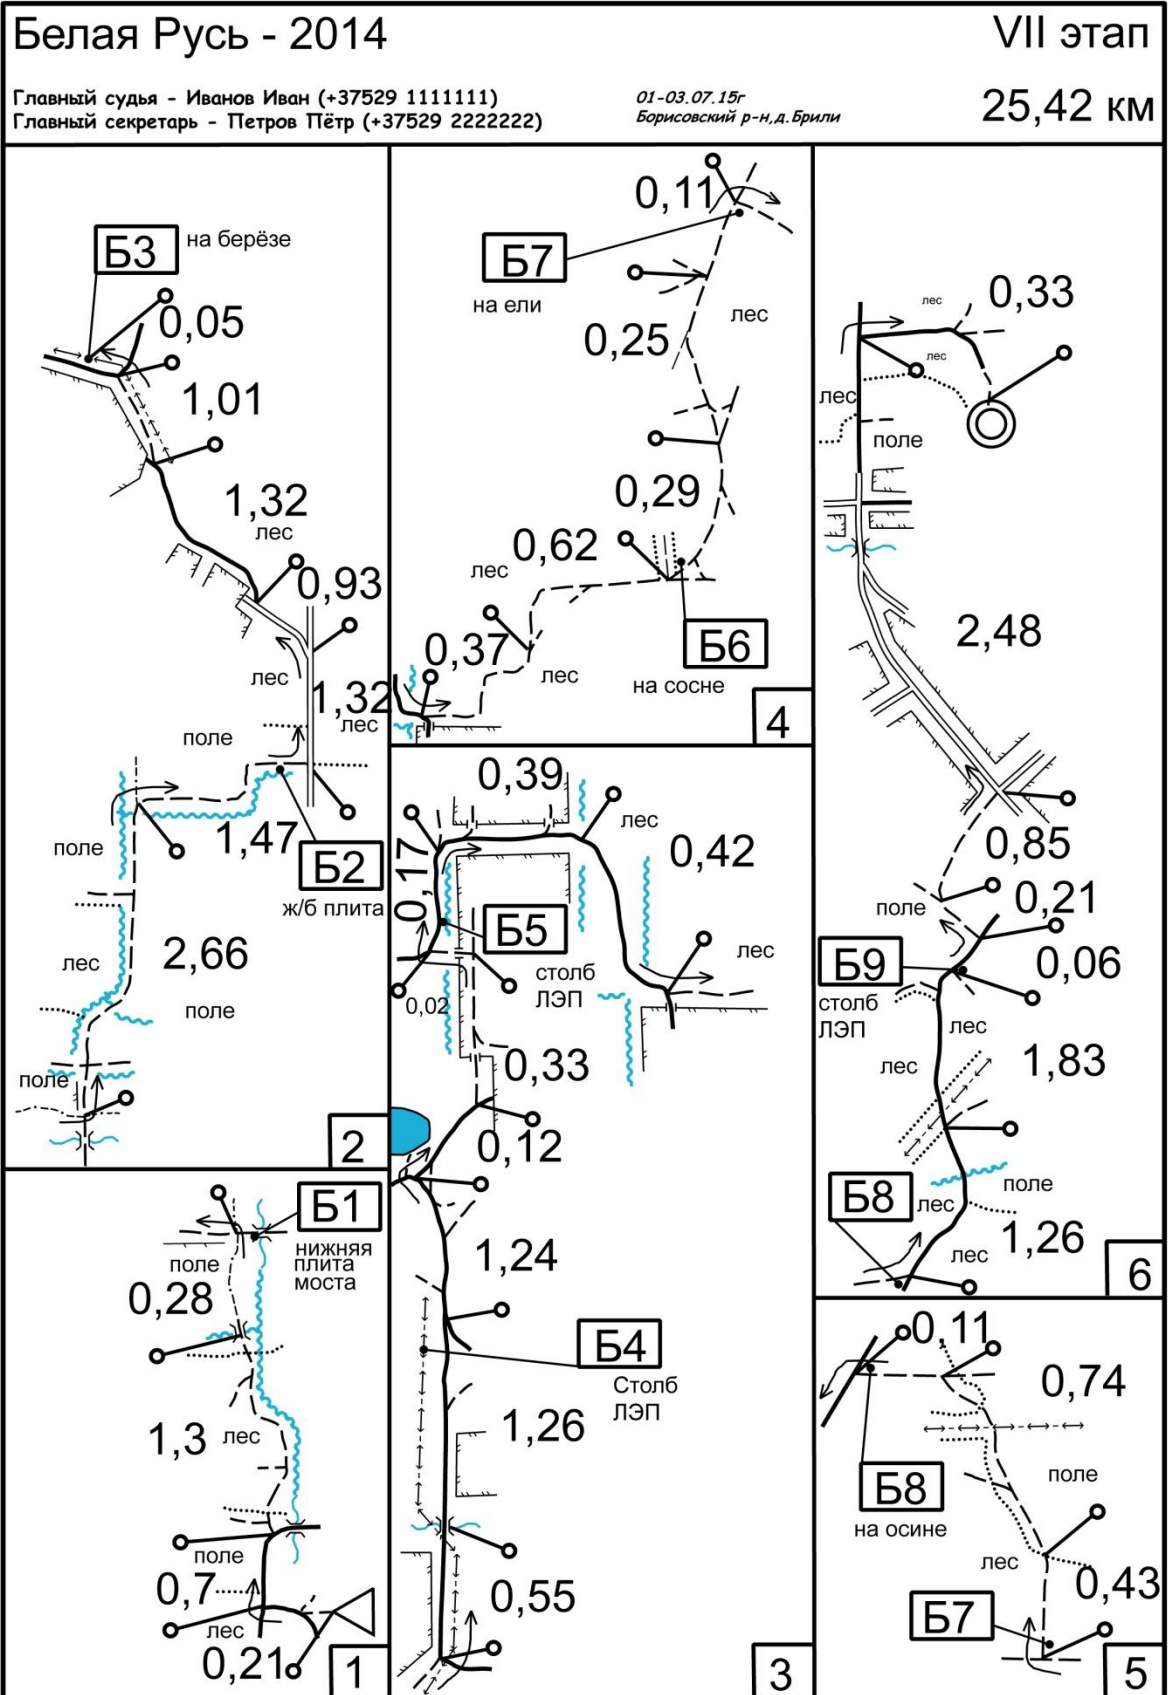 Белая Русь - 2014
VII этап
Главный судья - Иванов Иван (+37529 1111111)
Главный секретарь - Петров Пётр (+37529 2222222)
01-03.07.15г
Борисовский р-н,д.Брили
25,42 км
Б3
на берёзе
0,05
1,01
1,32
лес
0,93
лес
1,32
лес
поле
поле
1,47
Б2
ж/б плита
лес
2,66
поле
поле
2
Б1
нижняя
плита
моста
поле
0,28
1,3
лес
поле
0,7
лес
0,21
1
0,11
Б7
на ели
лес
0,25
0,29
0,62
лес
0,37
лес
Б6
на сосне
4
0,39
лес
0,42
0,17
Б5
столб
ЛЭП
лес
0,02
0,33
0,12
1,24
Б4
Столб
ЛЭП
1,26
0,55
3
лес
0,33
лес
лес
поле
2,48
0,85
поле
0,21
Б9
столб
ЛЭП
0,06
лес
лес
1,83
Б8
лес
поле
лес
1,26
6
0,11
0,74
Б8
на осине
поле
лес
0,43
Б7
5